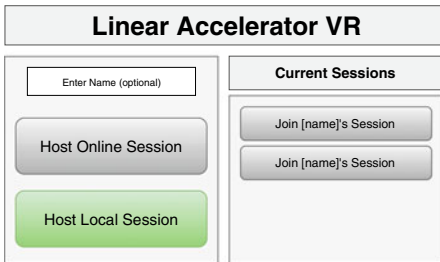 Linear Accelerator VR
Enter Name (optional)
Host Online Session
Host Local Session
Current Sessions
Join [name]'s Session
Join [name]'s Session